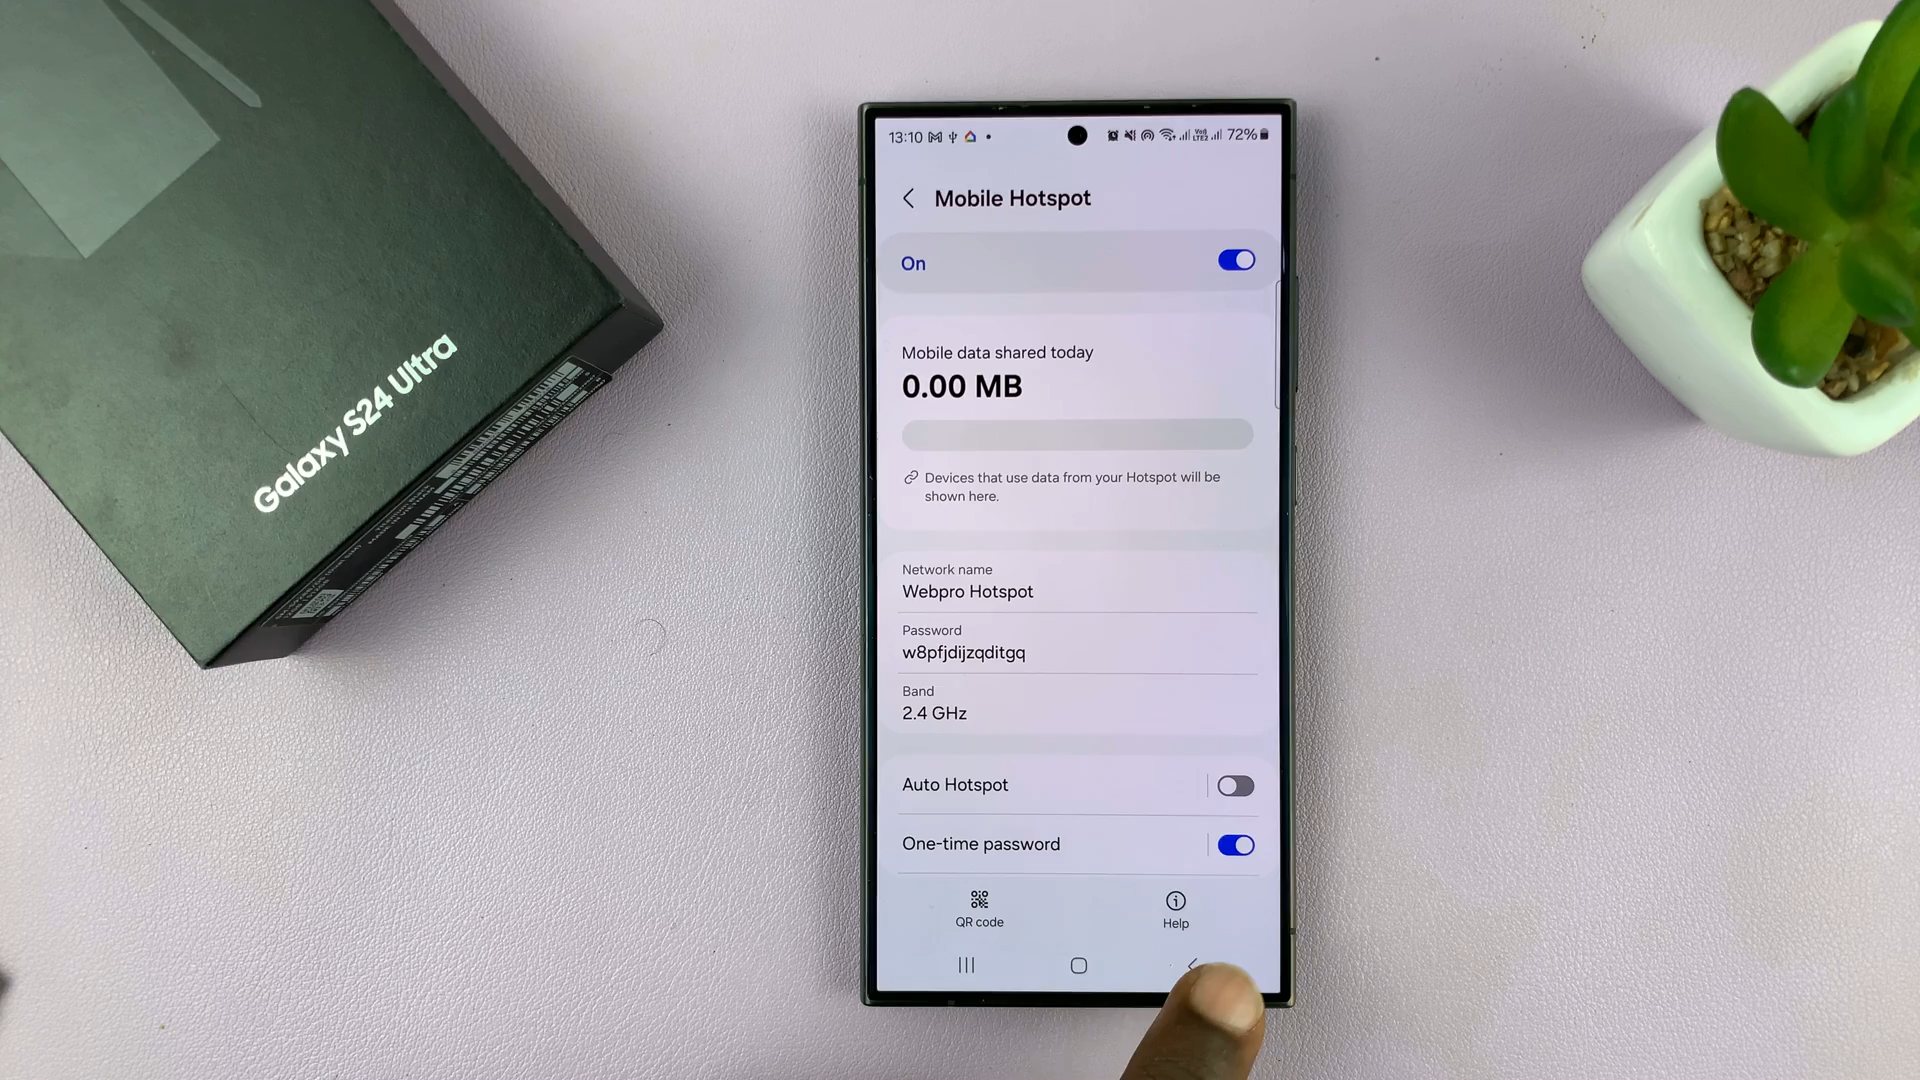 Galaxy S24 Ultra
13:10
VoO
LTE2
72%
Mobile Hotspot
On
Mobile data shared today
0.00 MB
Devices that use data from your Hotspot will be
shown here.
Network name
Webpro Hotspot
Password
w8pfjdijzqditgq
Band
2.4 GHz
Auto Hotspot
One-time password
QR code
Help